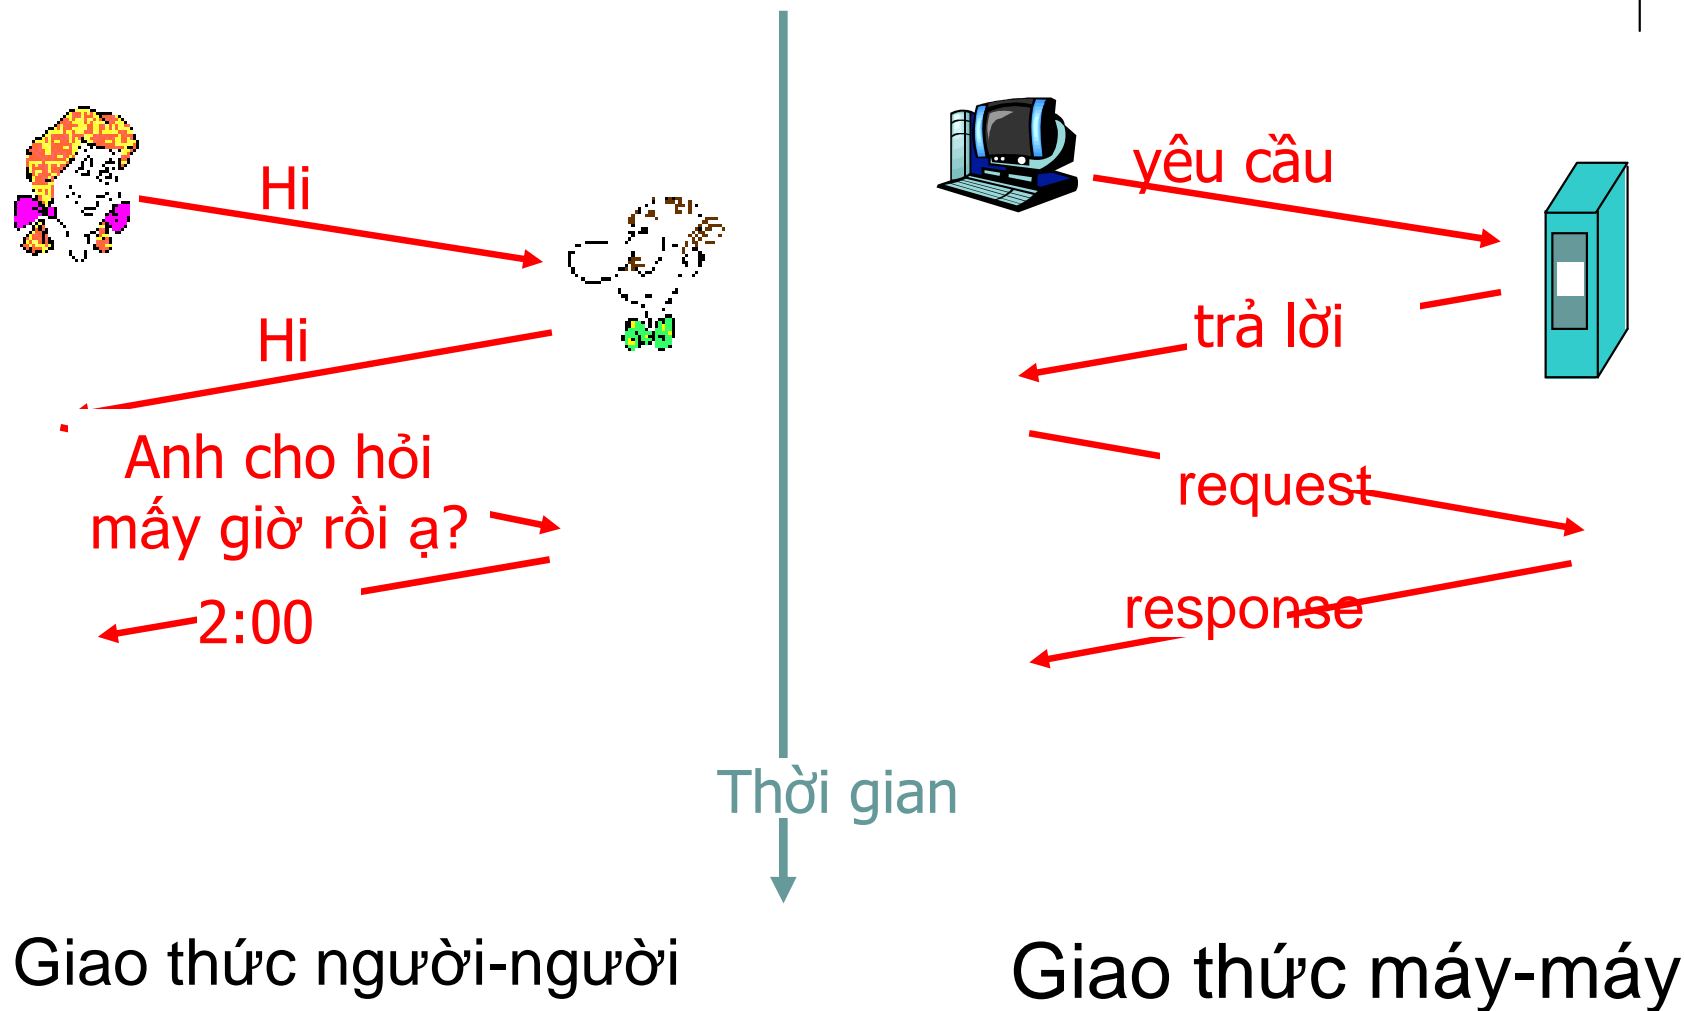 Hi
Hi
Anh cho hỏi
mấy giờ rồi ạ?
2:00
yêu cầu
trả lời
request
response
Thời gian
Giao thức người-người
Giao thức máy-máy